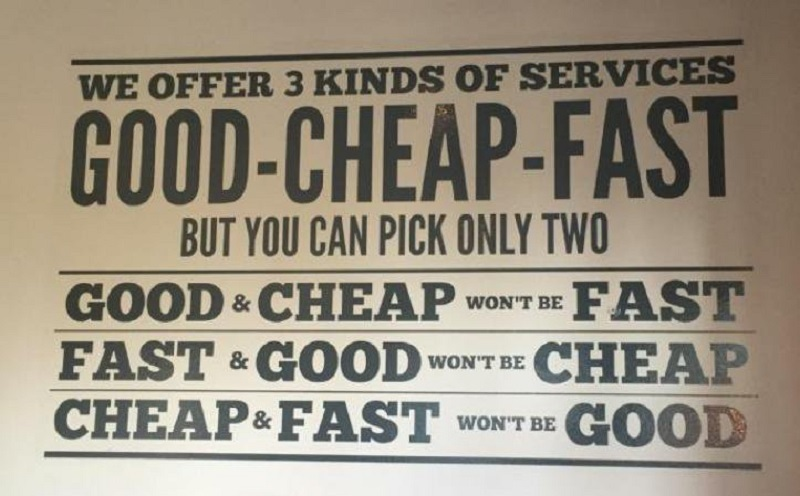 WE OFFER 3 KINDS OF SERVICES
GOOD-CHEAP-FAST
BUT YOU CAN PICK ONLY TWO
GOOD & CHEAP WON'T BE FAST
FAST & GOOD WON'T BE CHEAP
CHEAP & FAST WON'T BE GOOD